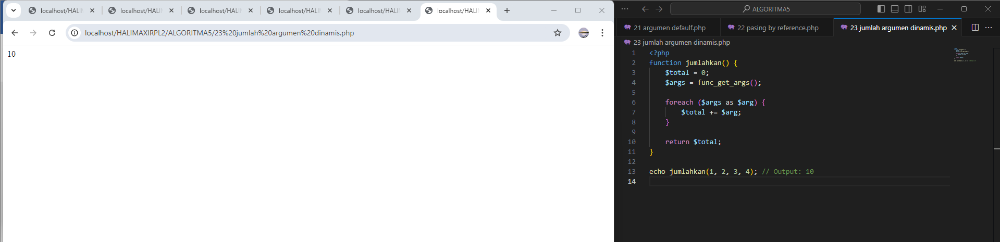 localhost/HALI
localhost/HALI
localhost/HALI
localhost/HALI
localhost/HALI
localhost/HALI
localhost/HALIMAXIRPL2/ALGORITMA5/23%20jumlah%20argumen%20dinamis.php
10
ALGORITMA5
21 argumen defaulf.php
22 pasing by reference.php
23 jumlah argumen dinamis.php
23 jumlah argumen dinamis.php
1 <?php
2 function jumlahkan() {
3 $total = 0;
4 $args = func_get_args();
5
6 foreach ($args as $arg) {
7 $total += $arg;
8 }
9
10 return $total;
11 }
12
13 echo jumlahkan(1, 2, 3, 4); // Output: 10
14